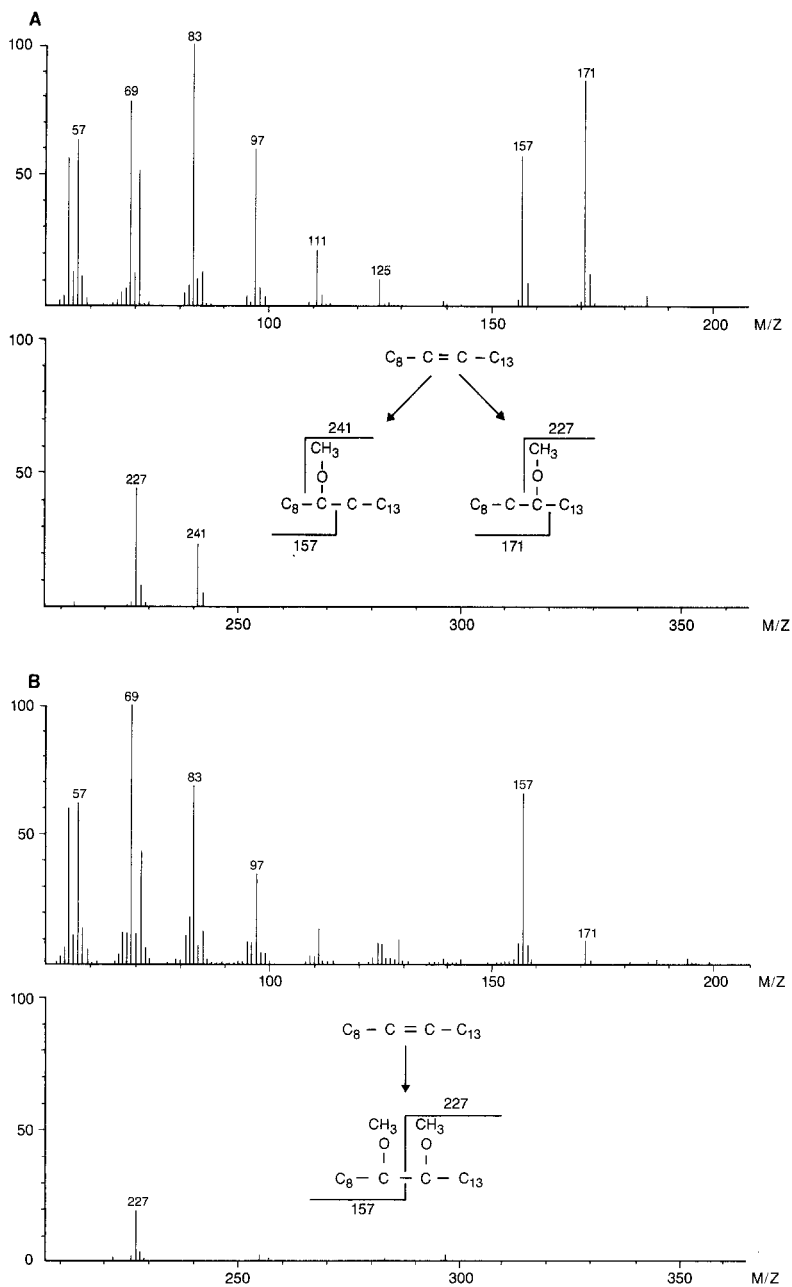 A
100
50
57
69
83
97
111
125
157
171
100
150
200
M/Z
100
50
227
241
250
300
350
M/Z
C8 – C = C – C13
241
CH3
O
C8 – C – C – C13
157
227
CH3
O
C8 – C – C – C13
171
B
100
50
57
69
83
97
157
171
100
150
200
M/Z
100
50
0
227
250
300
350
M/Z
C8 – C = C – C13
227
CH3 CH3
O O
C8 – C – C – C13
157